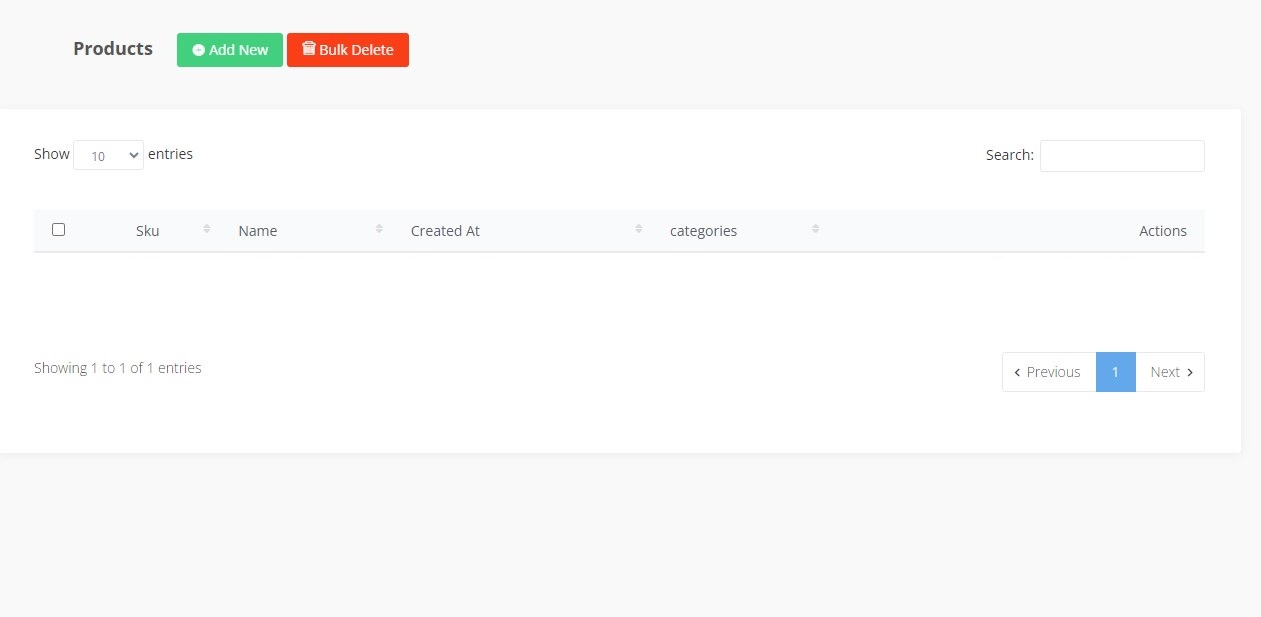 Products Add New Bulk Delete
Show 10 entries Search:
Sku Name Created At categories Actions
Showing 1 to 1 of 1 entries Previous 1 Next